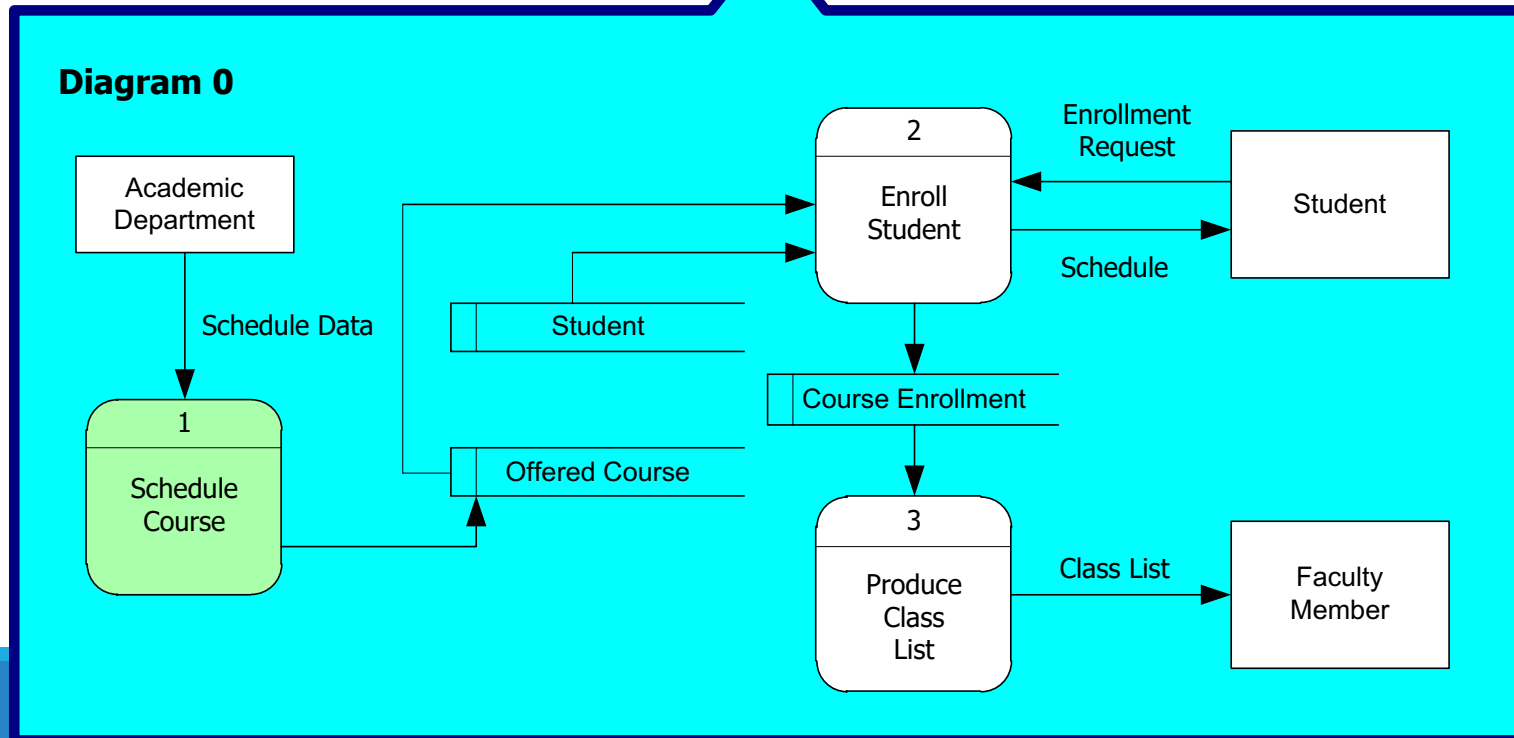 Diagram 0
Academic
Department
Schedule Data
1
Schedule
Course
Student
Offered Course
2
Enroll
Student
Enrollment
Request
Schedule
Student
Course Enrollment
3
Produce
Class
List
Class List
Faculty
Member